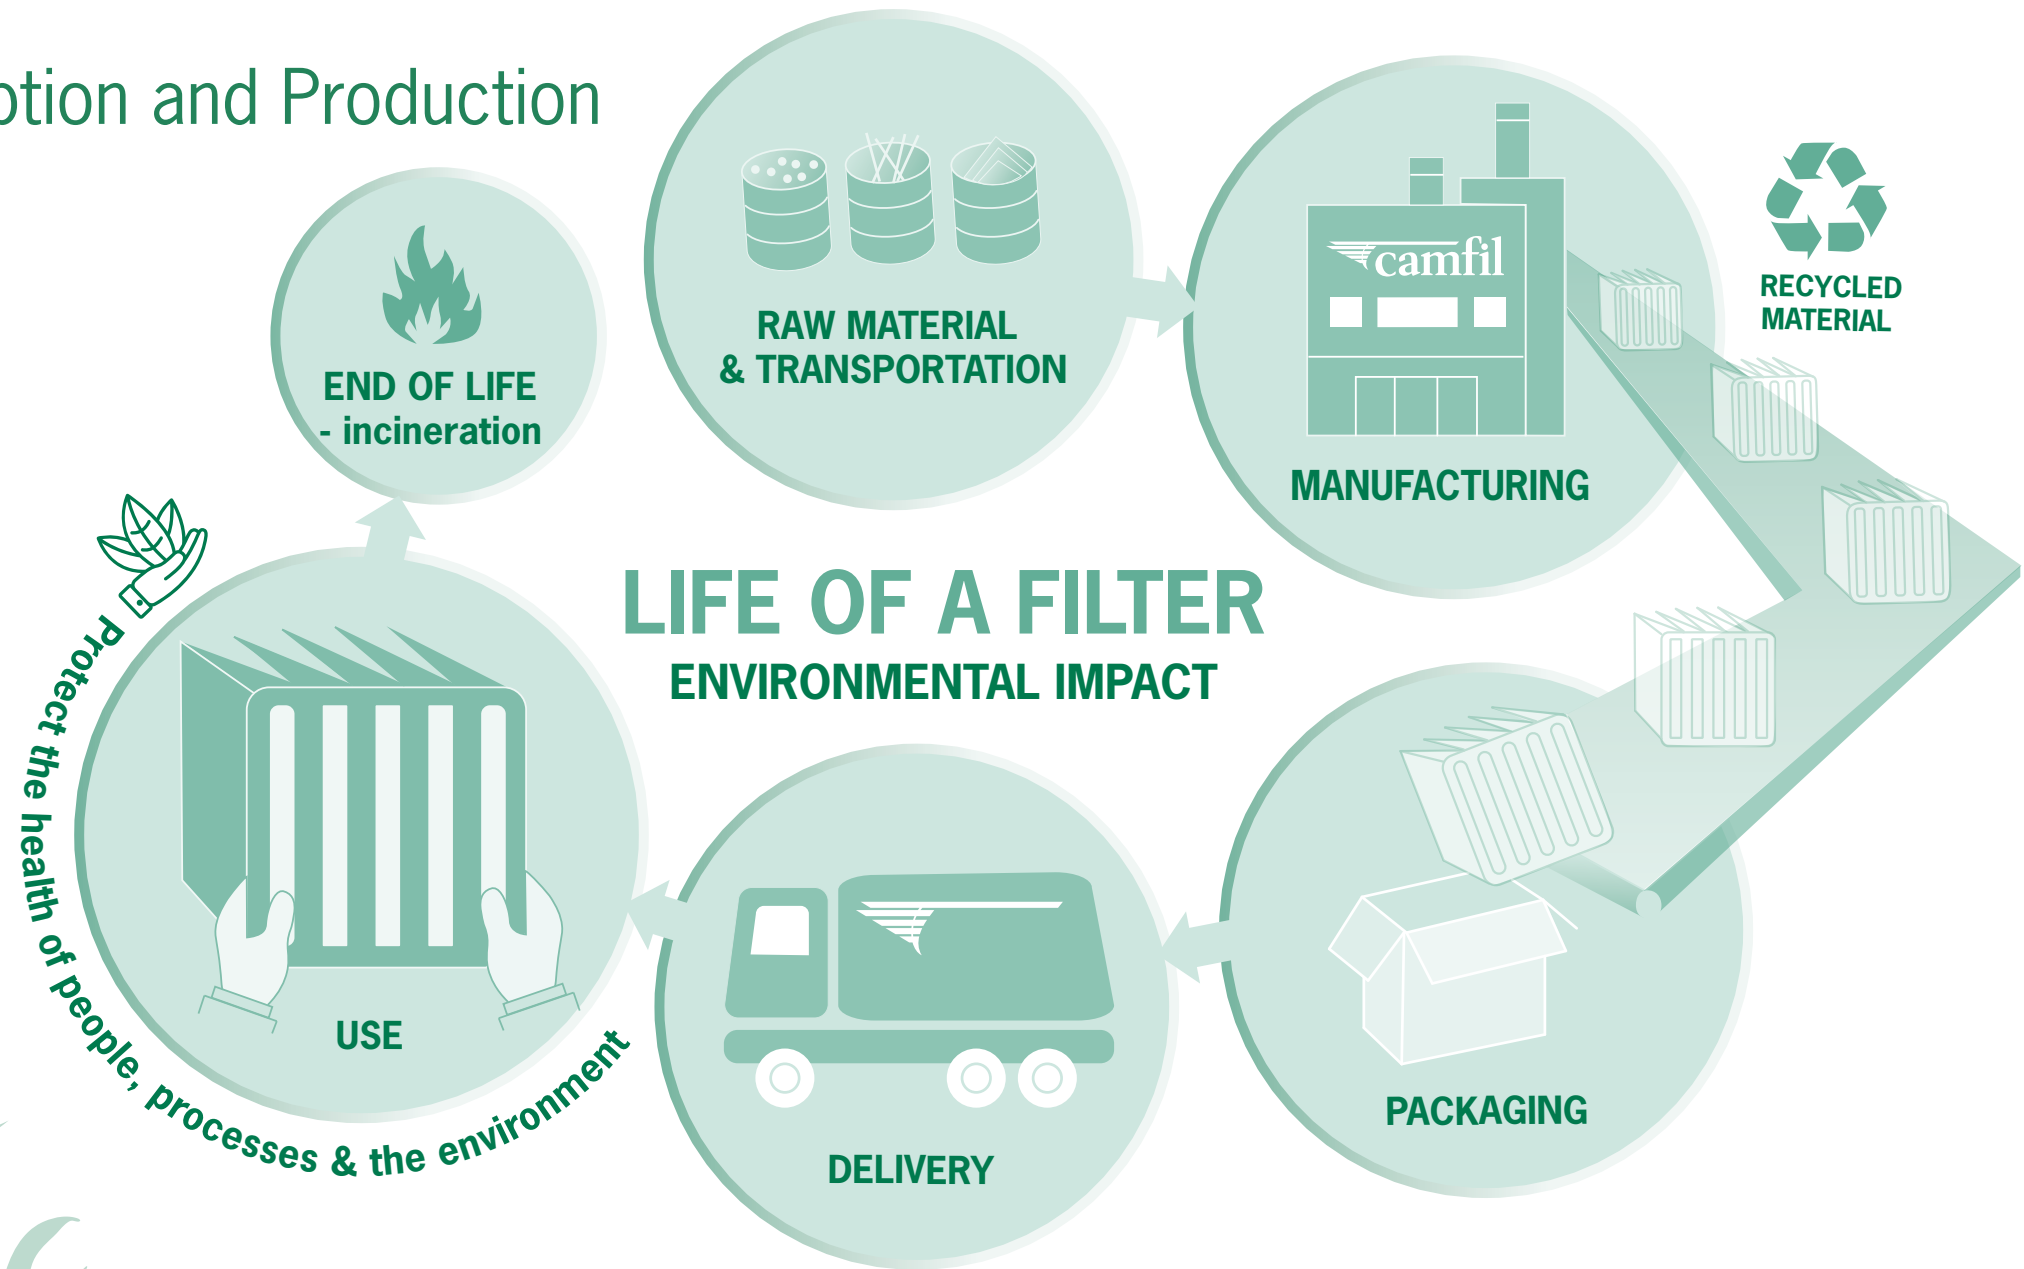 and Production
RAW MATERIAL
& TRANSPORTATION
camfil
MANUFACTURING
RECYCLED
MATERIAL
END OF LIFE
- incineration
LIFE OF A FILTER
ENVIRONMENTAL IMPACT
Protect the health of people, processes & the environment
USE
DELIVERY
PACKAGING